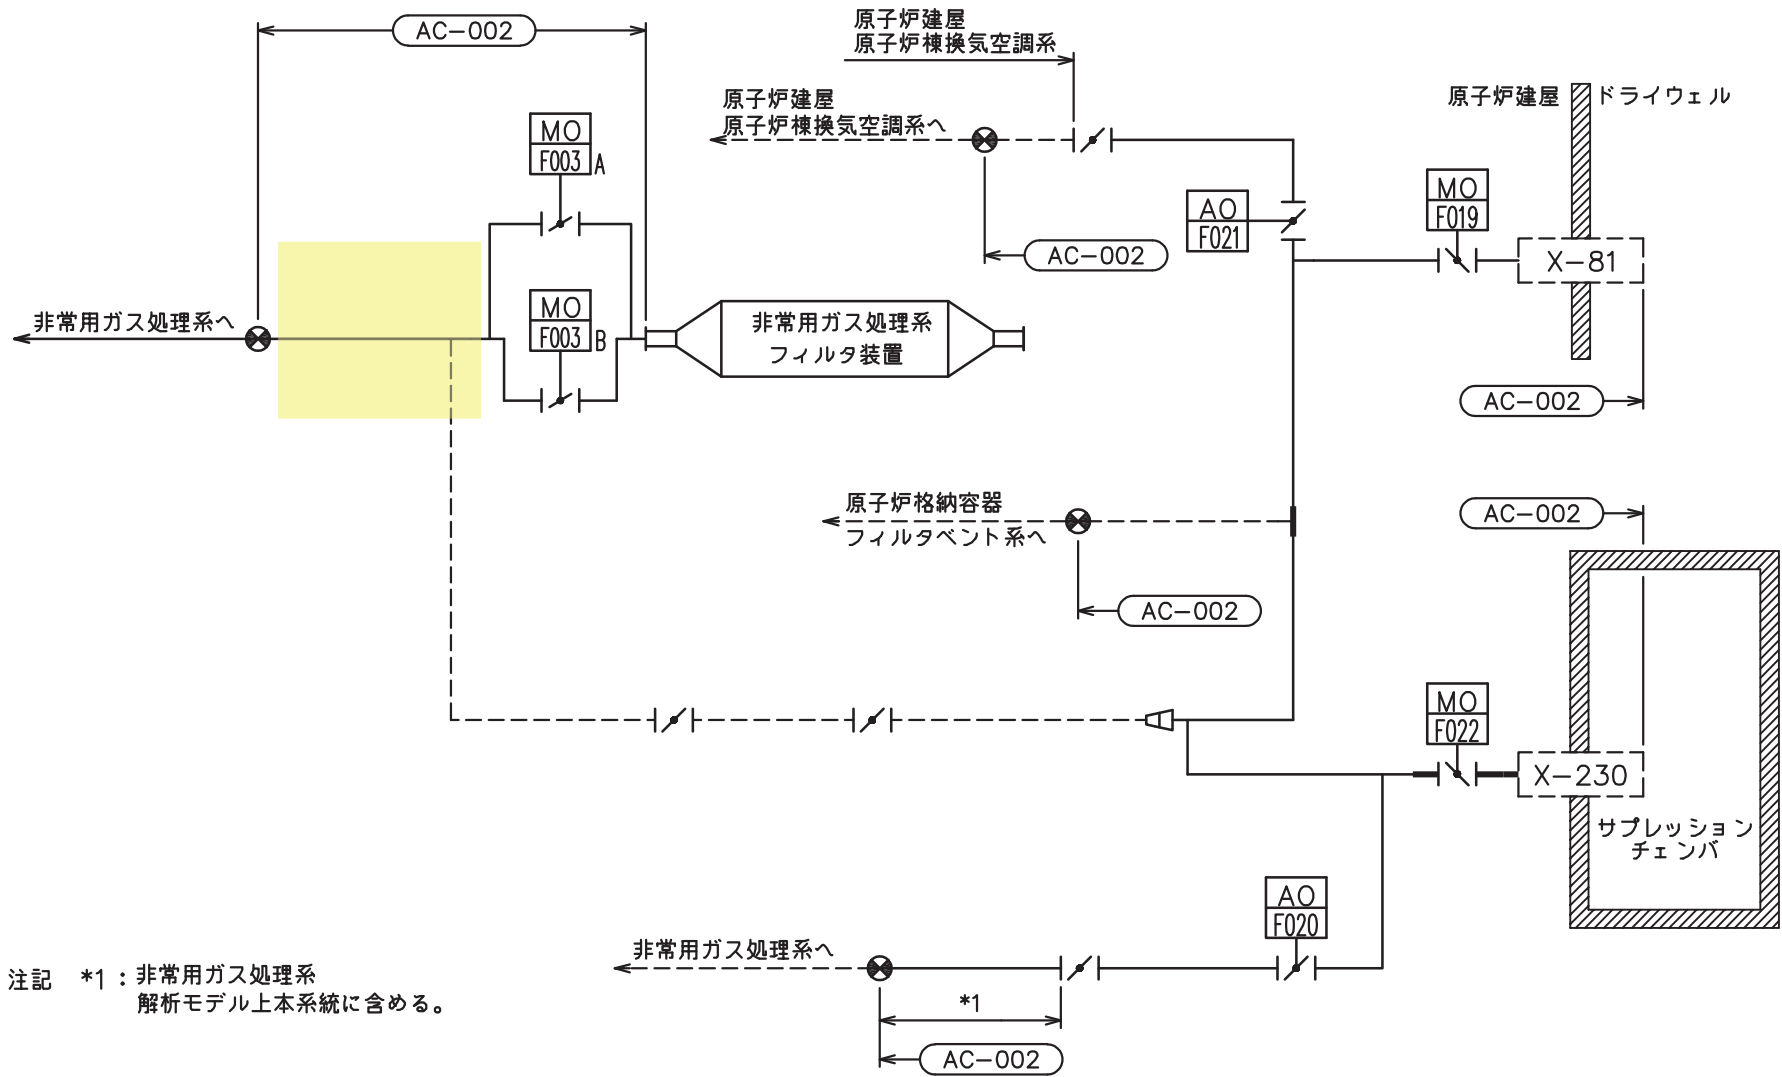 AC-002
原子炉建屋
原子炉棟換気空調系
原子炉建屋
原子炉棟換気空調系へ
原子炉建屋
ドライウェル
MO
F003 A
MO
F019
AO
F021
X-81
AC-002
MO
F003 B
非常用ガス処理系へ
非常用ガス処理系
フィルタ装置
AC-002
原子炉格納容器
フィルタベント系へ
AC-002
AC-002
MO
F022
X-230
サプレッション
チェンバ
AO
F020
非常用ガス処理系へ
*1
AC-002
注記 *1:非常用ガス処理系
解析モデル上本系統に含める。